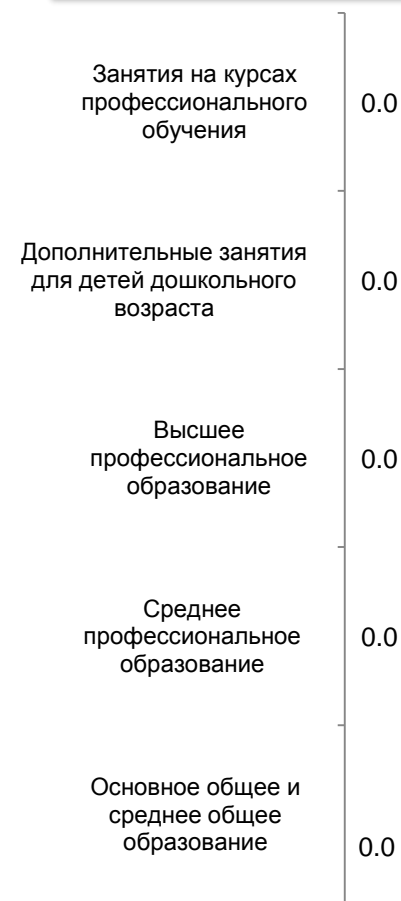 Занятия на курсах
профессионального
обучения
0.0
Дополнительные занятия
для детей дошкольного
возраста
0.0
Высшее
профессиональное
образование
0.0
Среднее
профессиональное
образование
0.0
Основное общее и
среднее общее
образование
0.0